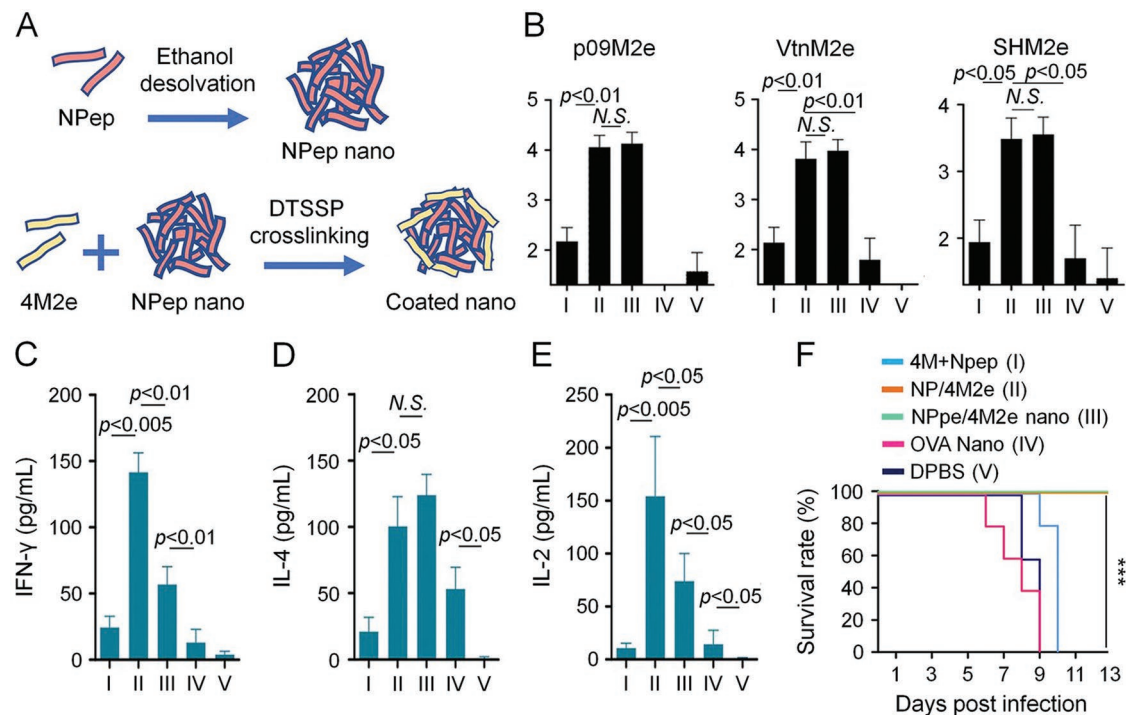 A
NPep
Ethanol
desolvation
NPep nano
4M2e
+
NPep nano
DTSSP
crosslinking
Coated nano
B
p09M2e
p<0.01
N.S.
5
4
3
2
I II III IV V
VtnM2e
p<0.01
p<0.01
N.S.
5
4
3
2
I II III IV V
SHM2e
p<0.05 p<0.05
N.S.
4
3
2
I II III IV V
C
IFN-γ (pg/mL)
200
150
100
50
0
p<0.01
p<0.005
p<0.01
I II III IV V
D
IL-4 (pg/mL)
200
150
100
50
0
N.S.
p<0.05
p<0.05
I II III IV V
E
IL-2 (pg/mL)
250
200
150
100
50
0
p<0.05
p<0.005
p<0.05
p<0.05
I II III IV V
F
4M+Npep (I)
NP/4M2e (II)
NPpe/4M2e nano (III)
OVA Nano (IV)
DPBS (V)
Survival rate (%)
100
80
60
40
20
0
***
1 3 5 7 9 11 13
Days post infection